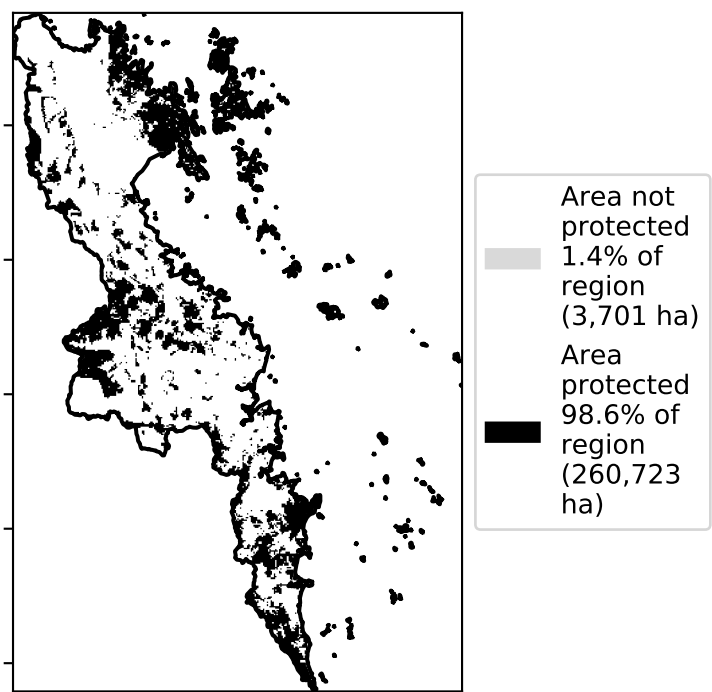 Area not
protected
1.4% of
region
(3,701 ha)
Area
protected
98.6% of
region
(260,723
ha)